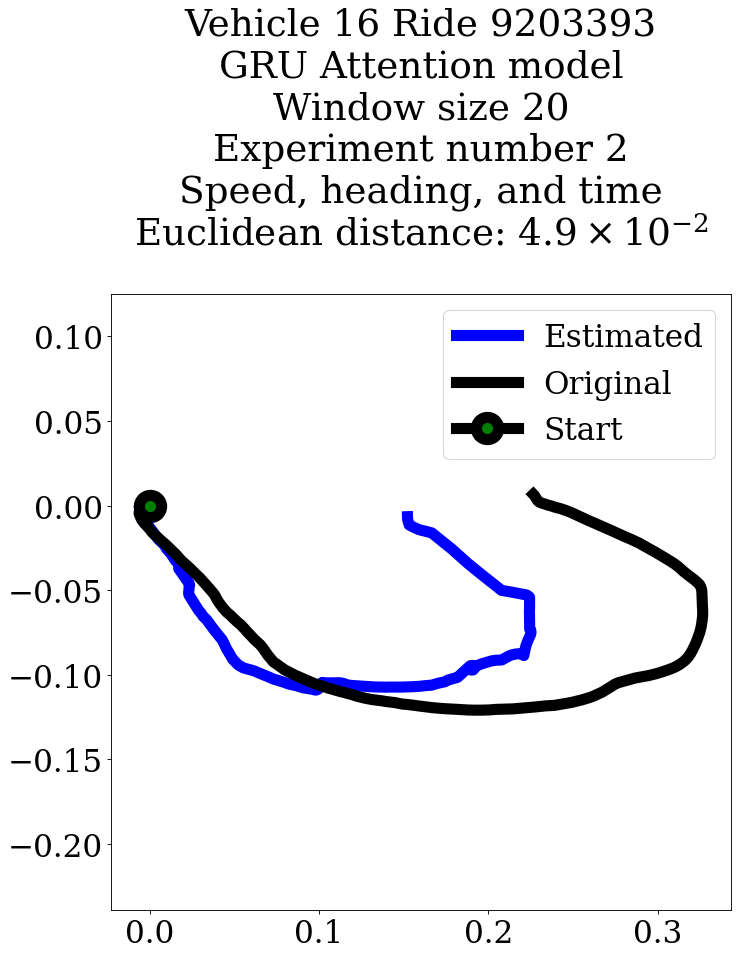 Vehicle 16 Ride 9203393
GRU Attention model
Window size 20
Experiment number 2
Speed, heading, and time
Euclidean distance: 4.9 × 10⁻²
Estimated
Original
Start
0.10
0.05
0.00
−0.05
−0.10
−0.15
−0.20
0.0 0.1 0.2 0.3